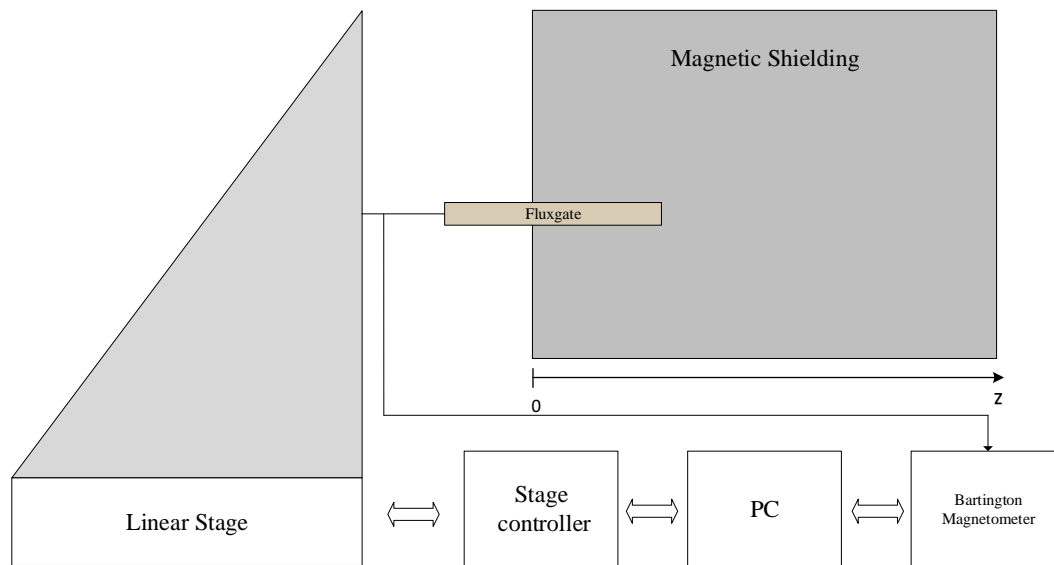 Magnetic Shielding
Fluxgate
0
z
Linear Stage
Stage
controller
PC
Bartington
Magnetometer